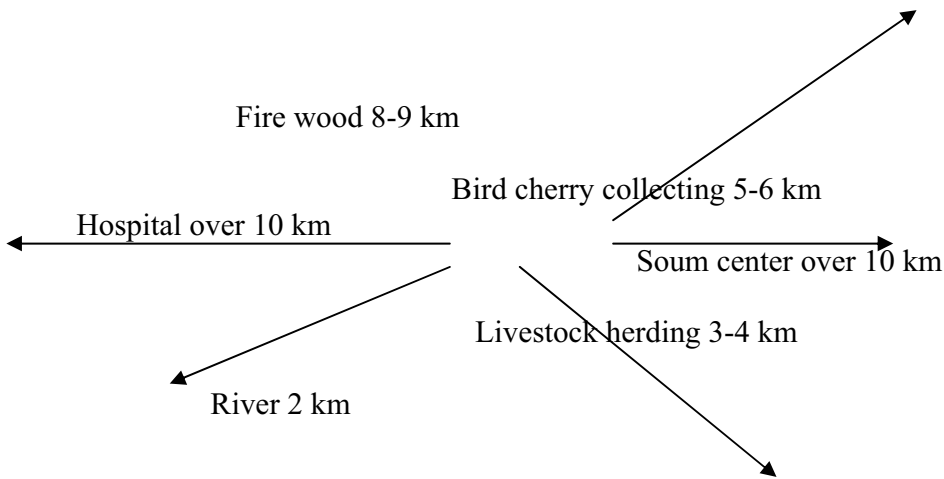 Fire wood 8-9 km
Bird cherry collecting 5-6 km
Hospital over 10 km
Soum center over 10 km
Livestock herding 3-4 km
River 2 km